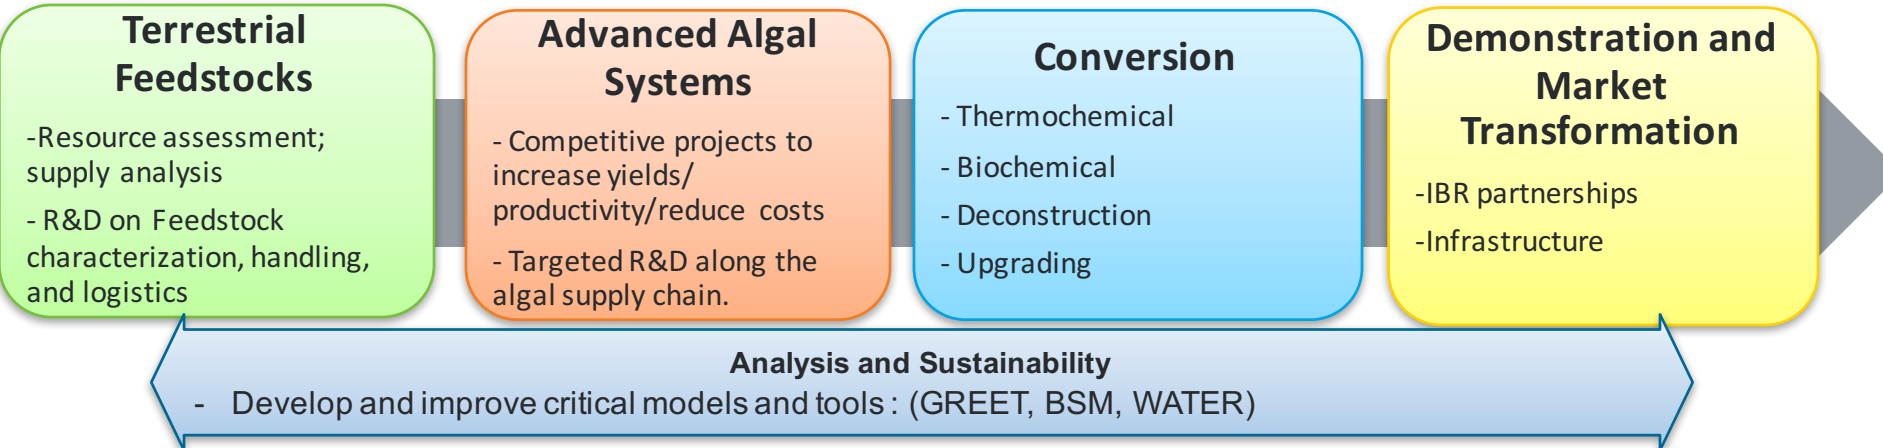 Terrestrial
Feedstocks
-Resource assessment;
supply analysis
- R&D on Feedstock
characterization, handling,
and logistics
Advanced Algal
Systems
- Competitive projects to
increase yields/
productivity/reduce costs
- Targeted R&D along the
algal supply chain.
Conversion
- Thermochemical
- Biochemical
- Deconstruction
- Upgrading
Demonstration and
Market
Transformation
-IBR partnerships
-Infrastructure
Analysis and Sustainability
- Develop and improve critical models and tools : (GREET, BSM, WATER)